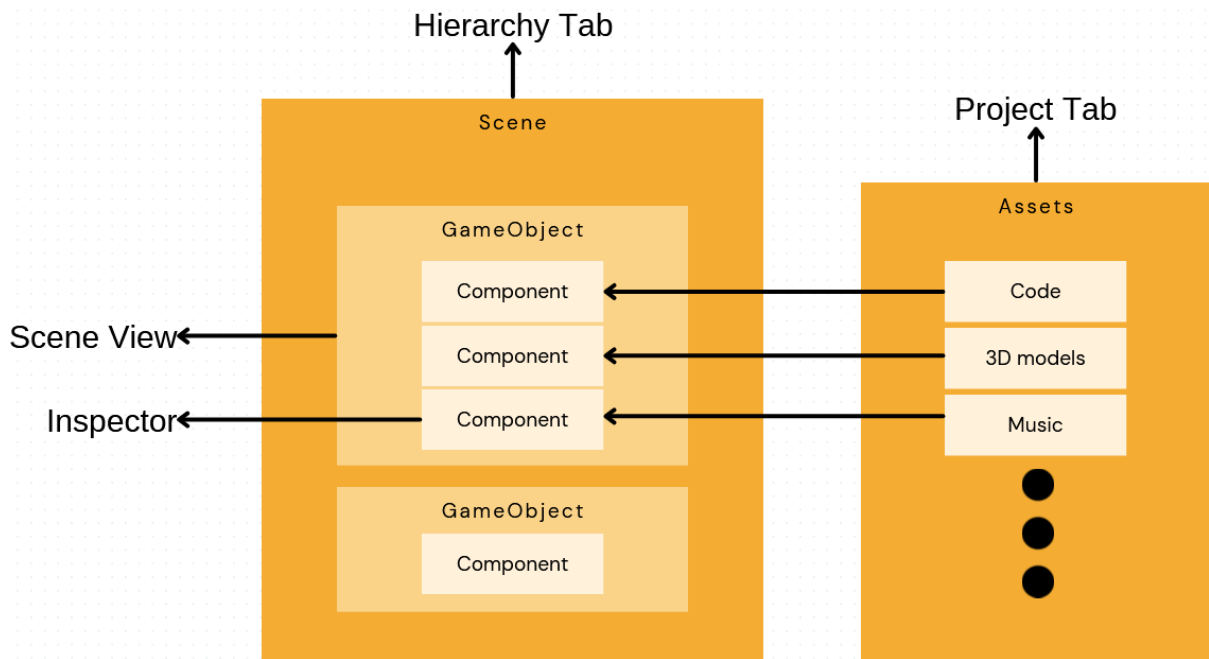 Hierarchy Tab
Scene
GameObject
Component
Component
Component
Scene View
Inspector
GameObject
Component
Project Tab
Assets
Code
3D models
Music